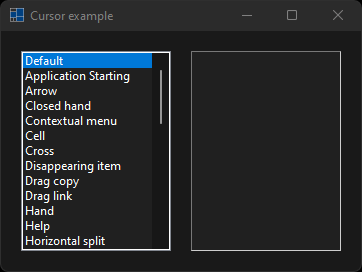 Cursor example
Default
Application Starting
Arrow
Closed hand
Contextual menu
Cell
Cross
Disappearing item
Drag copy
Drag link
Hand
Help
Horizontal split